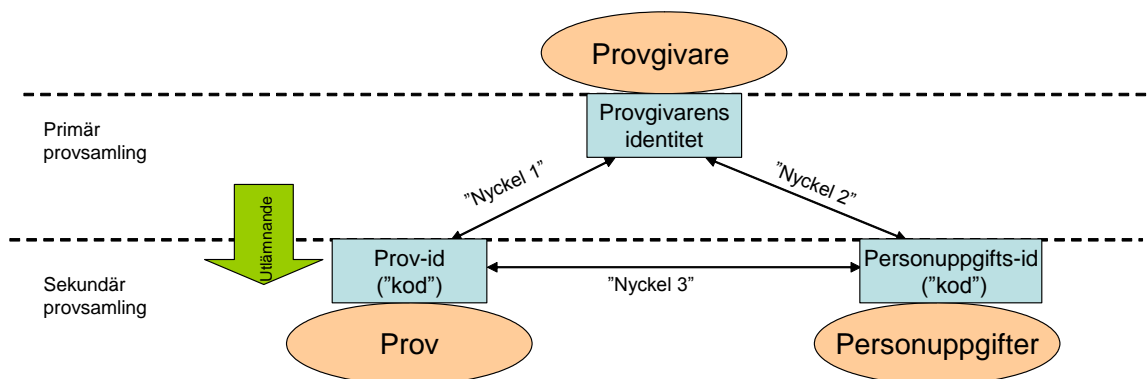 Provgivare
Primär
provsamling
Provgivarens
identitet
”Nyckel 1”
”Nyckel 2”
Utlämnande
Sekundär
provsamling
Prov-id
(”kod”)
”Nyckel 3”
Personuppgifts-id
(”kod”)
Prov
Personuppgifter